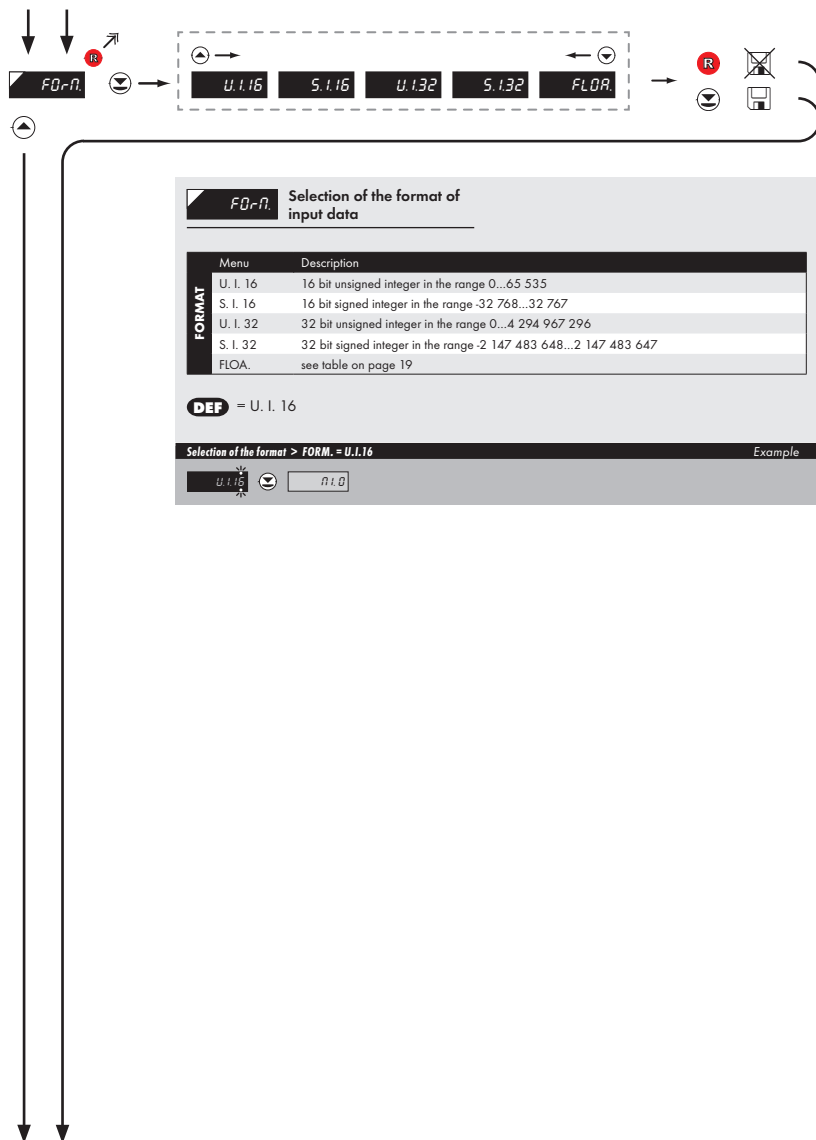 R
FOrM.
U.I.16 S.I.16 U.I.32 S.I.32 FLOA.
R
FOrM. Selection of the format of
input data
FORMAT
Menu Description
U. I. 16 16 bit unsigned integer in the range 0...65 535
S. I. 16 16 bit signed integer in the range -32 768...32 767
U. I. 32 32 bit unsigned integer in the range 0...4 294 967 296
S. I. 32 32 bit signed integer in the range -2 147 483 648...2 147 483 647
FLOA. see table on page 19
DEF = U. I. 16
Selection of the format > FORM. = U.I.16 Example
U.I.16 M1.0